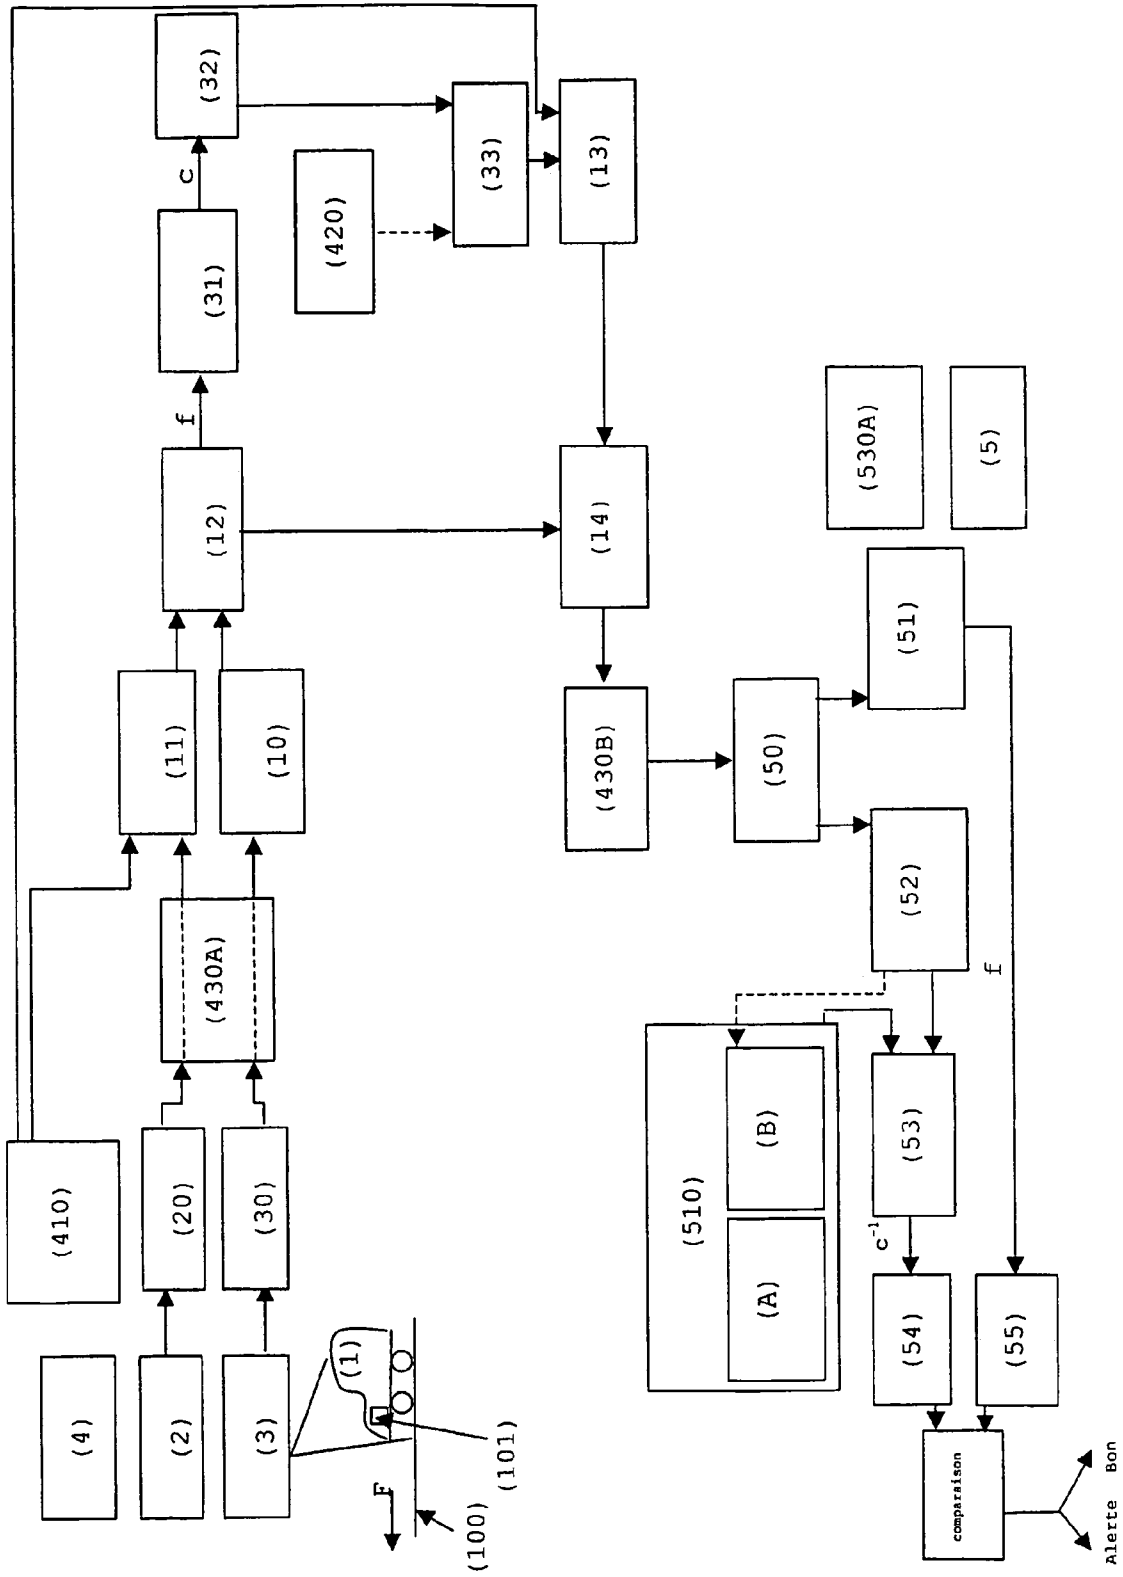 (4)
(410)
(2)
(20)
(3)
(30)
(430A)
(11)
(10)
(12)
f
(31)
c
(32)
(1)
F
(100)
(101)
(420)
(33)
(13)
(14)
(430B)
(50)
(51)
(52)
(530A)
(5)
(510)
(A)
(B)
(53)
c⁻¹
(54)
(55)
f
comparaison
Alerte
Bon